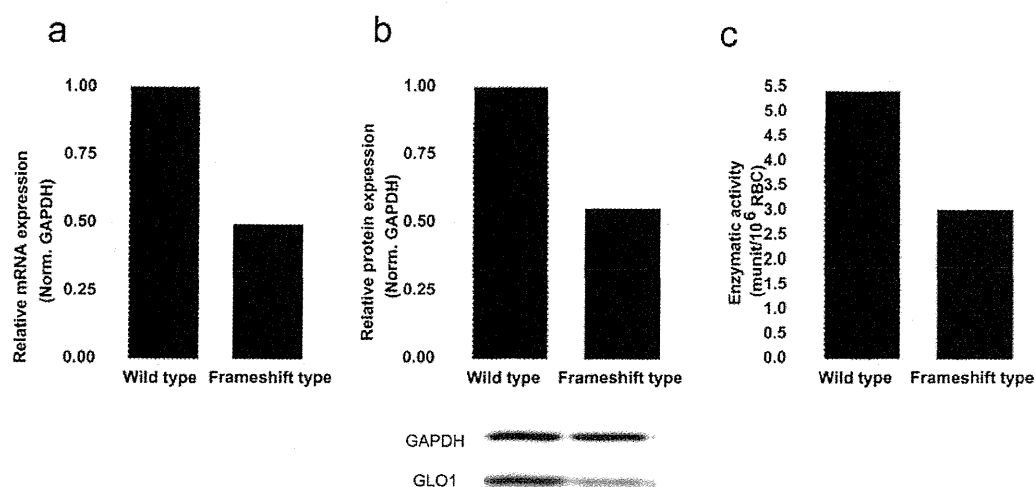 a
Relative mRNA expression
(Norm. GAPDH)
1.00
0.75
0.50
0.25
0.00
Wild type Frameshift type
b
Relative protein expression
(Norm. GAPDH)
1.00
0.75
0.50
0.25
0.00
Wild type Frameshift type
GAPDH
GLO1
c
Enzymatic activity
(munit/10^6 RBC)
5.5
5.0
4.5
4.0
3.5
3.0
2.5
2.0
1.5
1.0
0.5
0.0
Wild type Frameshift type